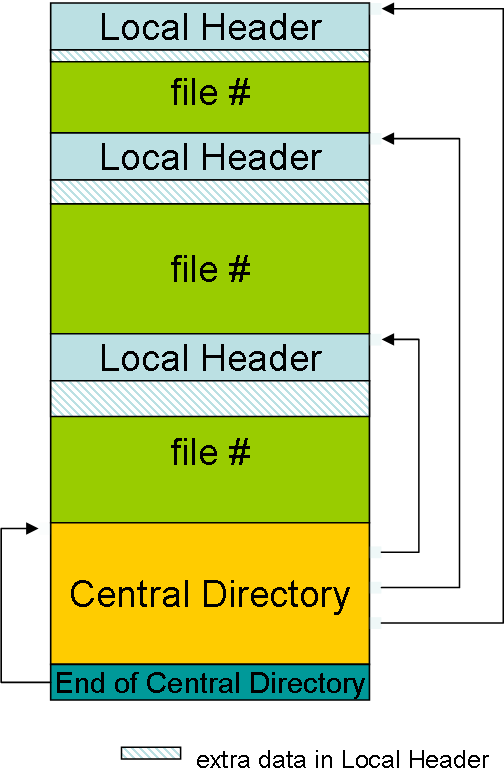 Local Header
file #
Local Header
file #
Local Header
file #
Central Directory
End of Central Directory
extra data in Local Header